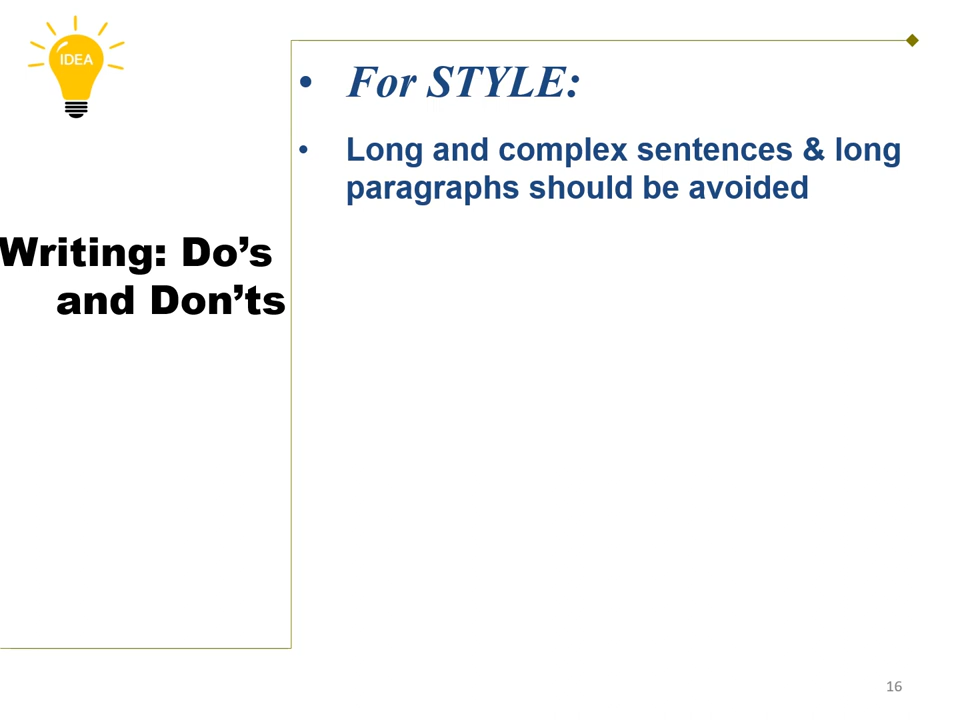 IDEA
• For STYLE:
• Long and complex sentences & long
paragraphs should be avoided
Writing: Do’s
and Don’ts
16